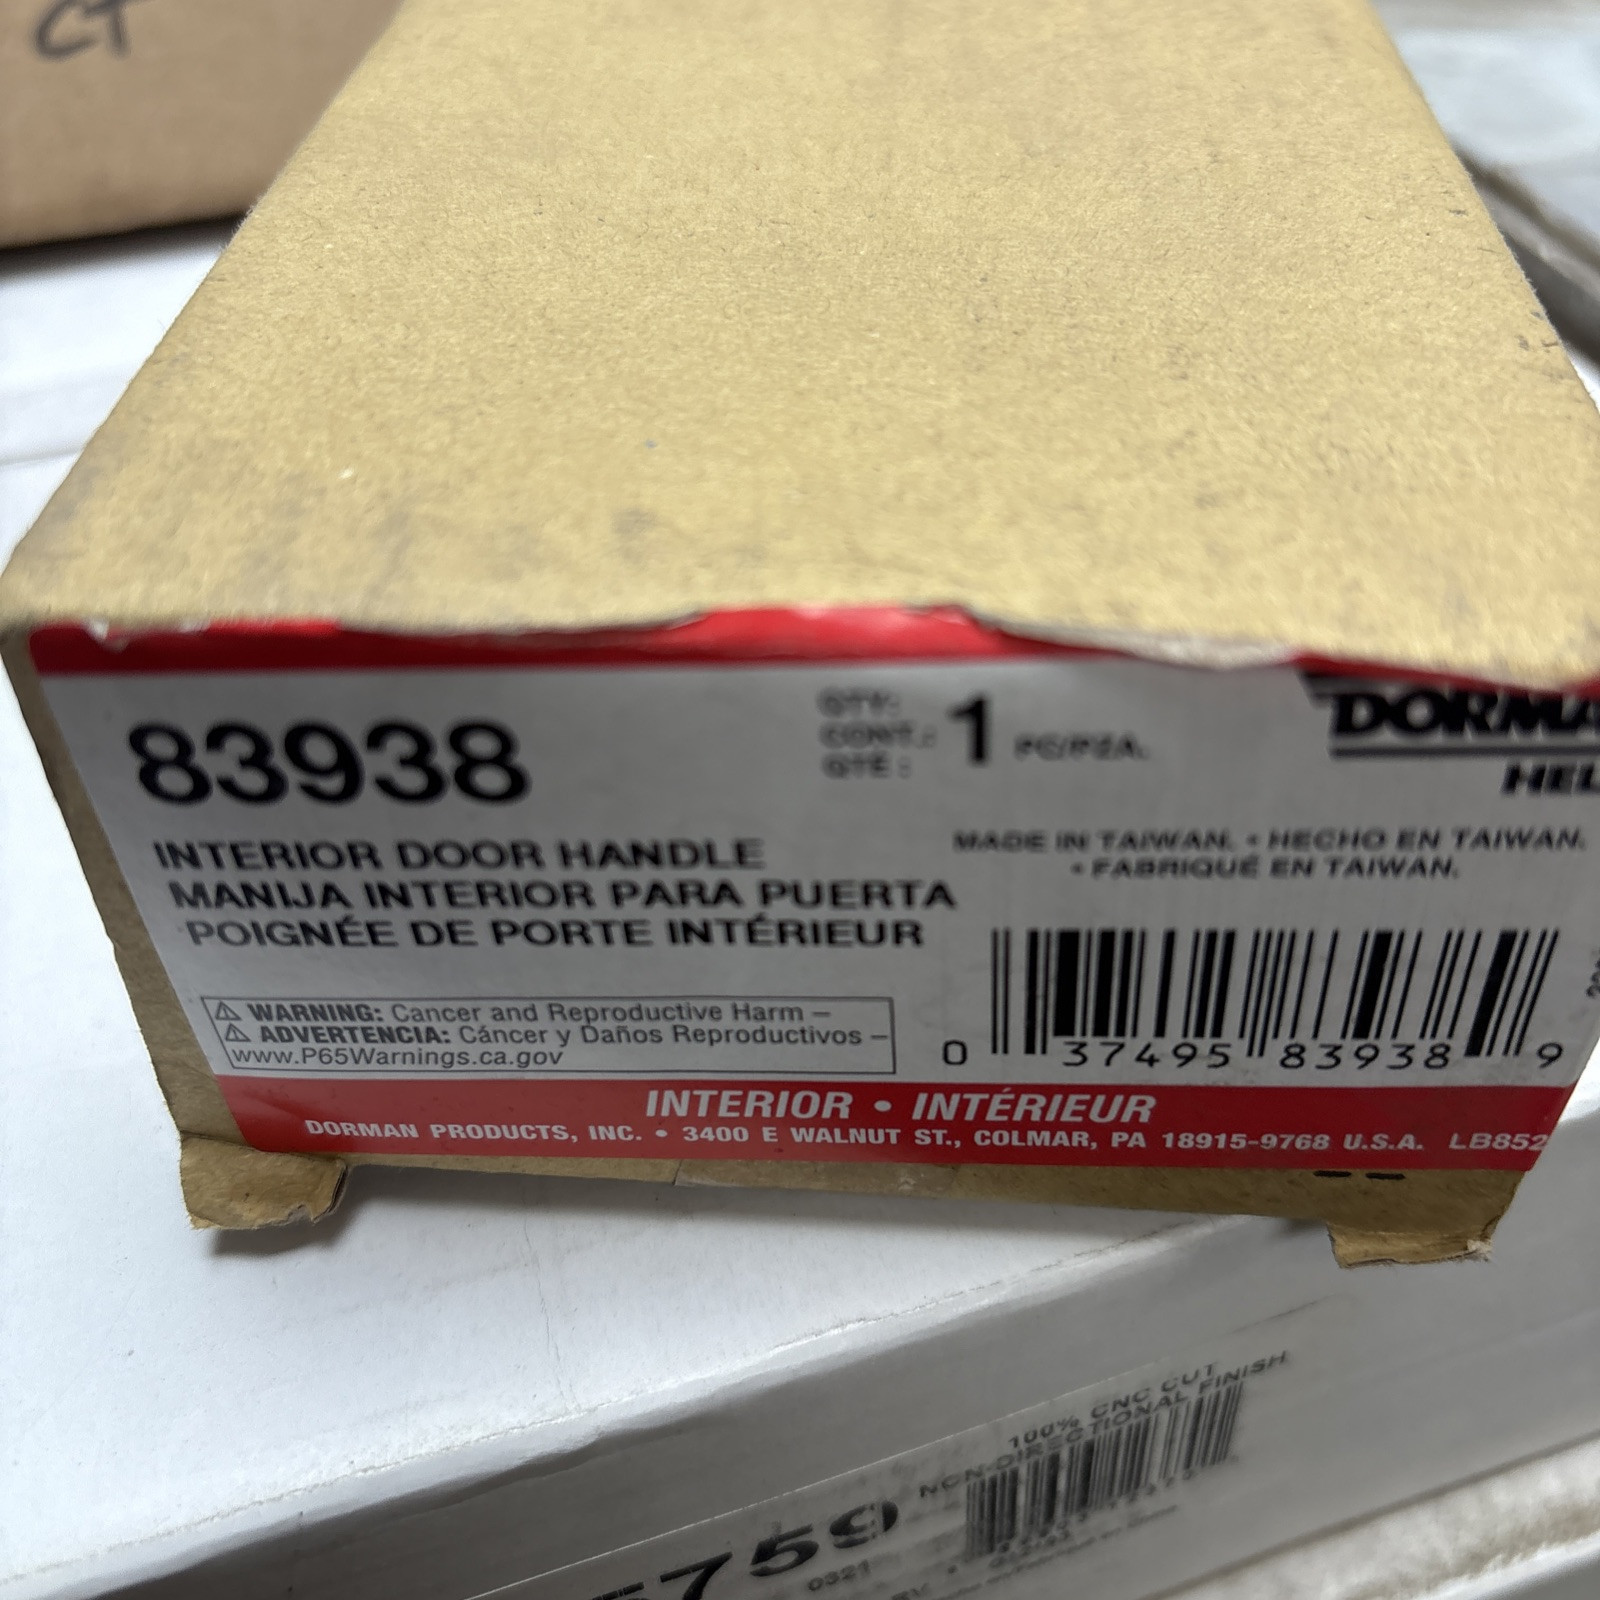 CT
83938
QTY:
CONT.:
QTÉ :
1 PC/PZA.
DORMA
HEL
INTERIOR DOOR HANDLE
MANIJA INTERIOR PARA PUERTA
POIGNÉE DE PORTE INTÉRIEUR
MADE IN TAIWAN. • HECHO EN TAIWAN.
• FABRIQUÉ EN TAIWAN.
⚠ WARNING: Cancer and Reproductive Harm –
⚠ ADVERTENCIA: Cáncer y Daños Reproductivos –
www.P65Warnings.ca.gov
0 37495 83938 9
INTERIOR • INTÉRIEUR
DORMAN PRODUCTS, INC. • 3400 E WALNUT ST., COLMAR, PA 18915-9768 U.S.A. LB852
100% CNC CUT
NON-DIRECTIONAL FINISH
759
0321